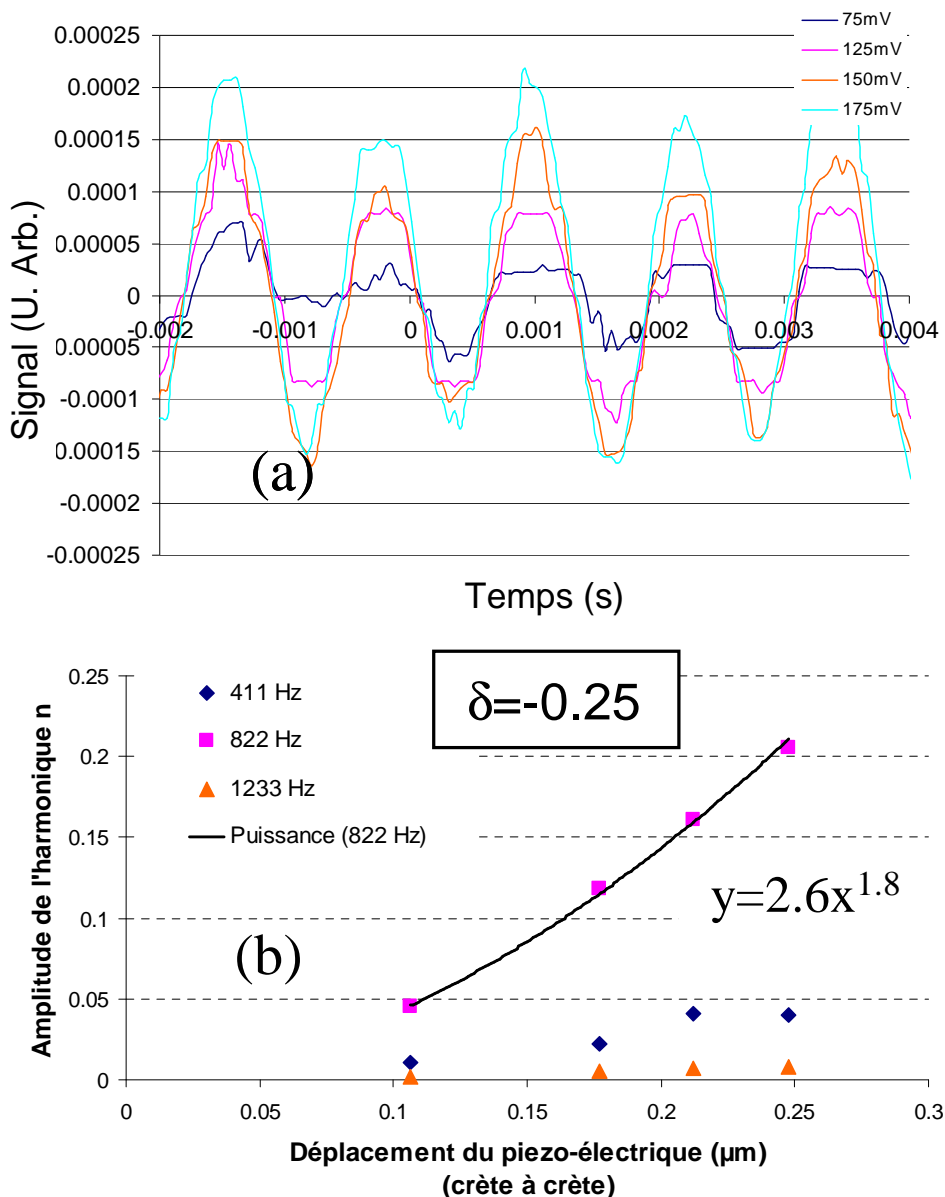 0.00025
0.0002
0.00015
0.0001
0.00005
0
0.00005
-0.0001
0.00015
-0.0002
-0.00025
Signal (U. Arb.)
75mV
125mV
150mV
175mV
-0.002
-0.001
0
0.001
0.002
0.003
0.004
(a)
Temps (s)
0.25
0.2
0.15
0.1
0.05
0
Amplitude de l'harmonique n
411 Hz
822 Hz
1233 Hz
Puissance (822 Hz)
δ=-0.25
y=2.6x^1.8
(b)
0
0.05
0.1
0.15
0.2
0.25
0.3
Déplacement du piezo-électrique (µm)
(crète à crète)